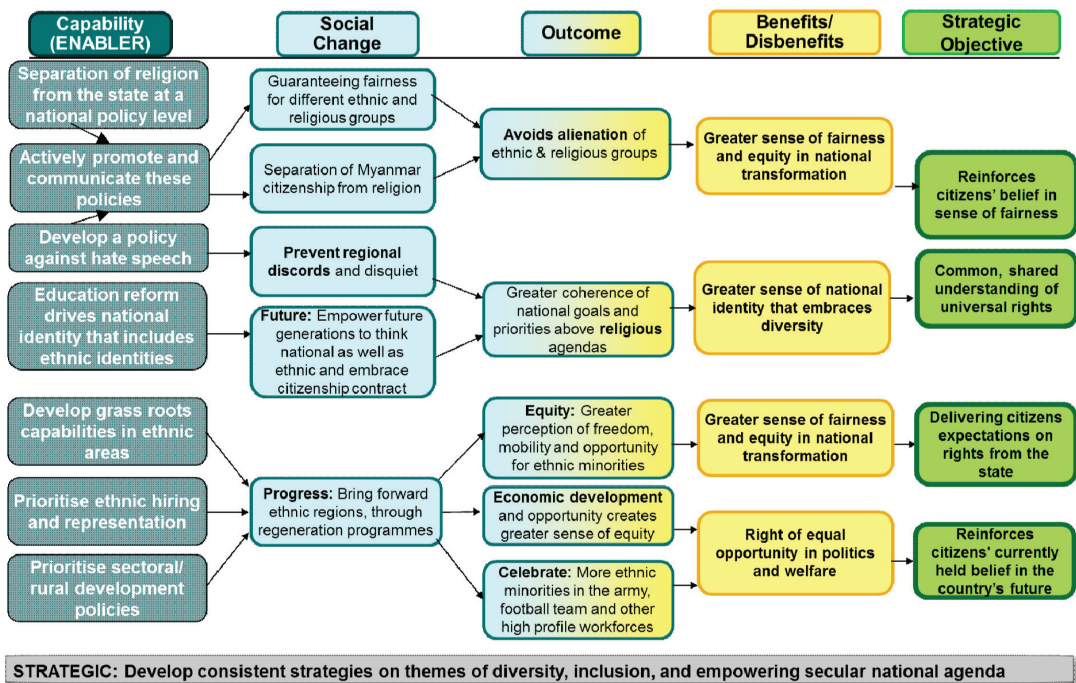 Capability
(ENABLER)
Social
Change
Outcome
Benefits/
Disbenefits
Strategic
Objective
Separation of religion
from the state at a
national policy level
Actively promote and
communicate these
policies
Develop a policy
against hate speech
Education reform
drives national
identity that includes
ethnic identities
Develop grass roots
capabilities in ethnic
areas
Prioritise ethnic hiring
and representation
Prioritise sectoral/
rural development
policies
Guaranteeing fairness
for different ethnic and
religious groups
Separation of Myanmar
citizenship from religion
Prevent regional
discords and disquiet
Future: Empower future
generations to think
national as well as
ethnic and embrace
citizenship contract
Progress: Bring forward
ethnic regions, through
regeneration programmes
Avoids alienation of
ethnic & religious groups
Greater coherence of
national goals and
priorities above religious
agendas
Equity: Greater
perception of freedom,
mobility and opportunity
for ethnic minorities
Economic development
and opportunity creates
greater sense of equity
Celebrate: More ethnic
minorities in the army,
football team and other
high profile workforces
Greater sense of fairness
and equity in national
transformation
Greater sense of national
identity that embraces
diversity
Greater sense of fairness
and equity in national
transformation
Right of equal
opportunity in politics
and welfare
Reinforces
citizens' belief in
sense of fairness
Common, shared
understanding of
universal rights
Delivering citizens
expectations on
rights from the
state
Reinforces
citizens' currently
held belief in the
country's future
STRATEGIC: Develop consistent strategies on themes of diversity, inclusion, and empowering secular national agenda